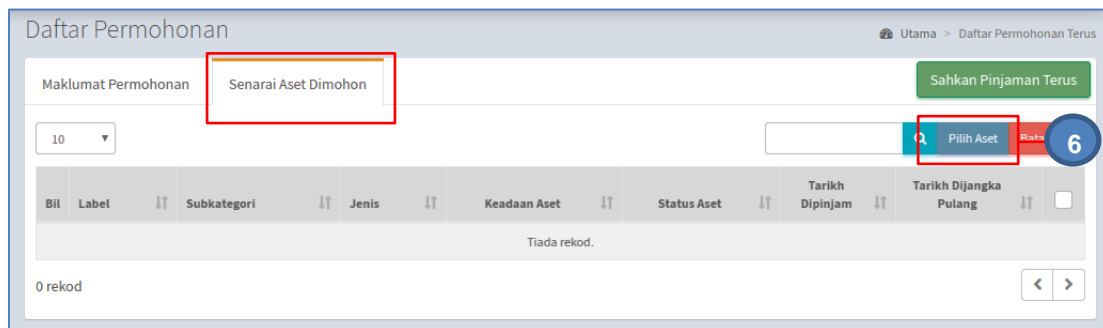 Daftar Permohonan
Utama > Daftar Permohonan Terus
Maklumat Permohonan
Senarai Aset Dimohon
Sahkan Pinjaman Terus
10
Pilih Aset
6
Bil Label Subkategori Jenis Keadaan Aset Status Aset Tarikh Dipinjam Tarikh Dijangka Pulang
Tiada rekod.
0 rekod
< >